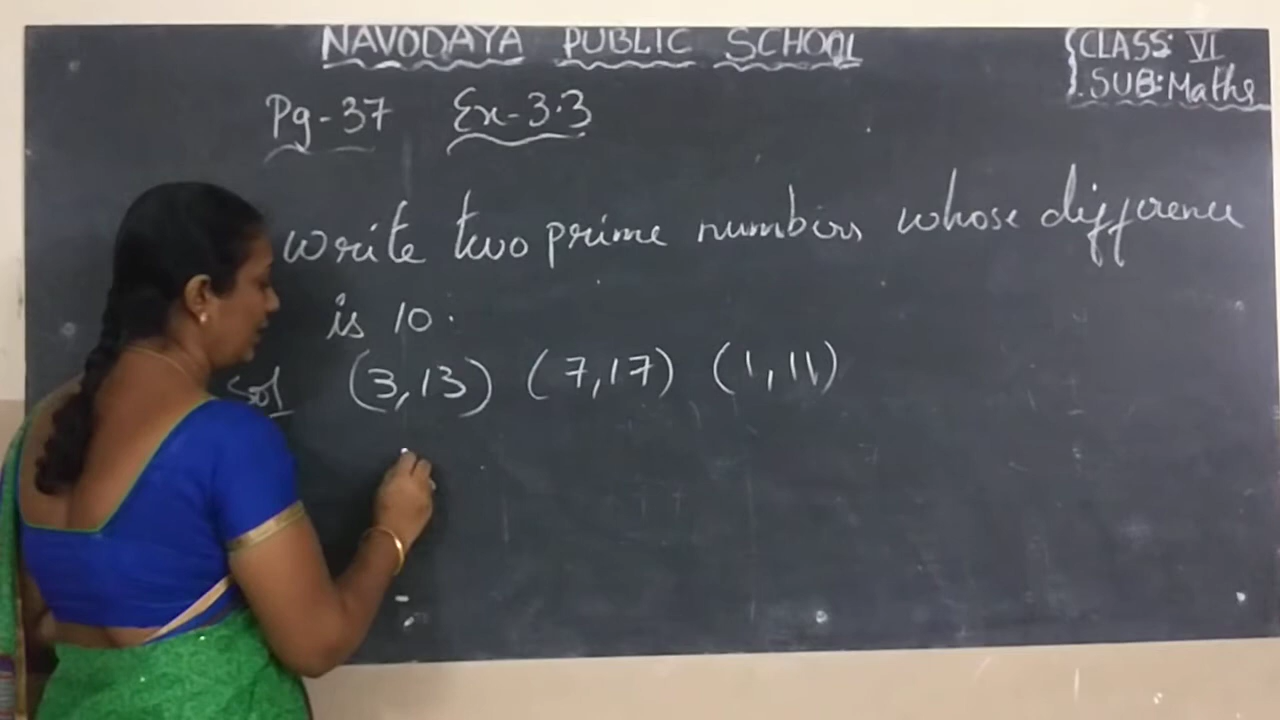 NAVODAYA PUBLIC SCHOOL
CLASS: VI
SUB: Maths
Pg-37 Ex-3.3
write two prime numbers whose difference
is 10.
Sol (3,13) (7,17) (1,11)